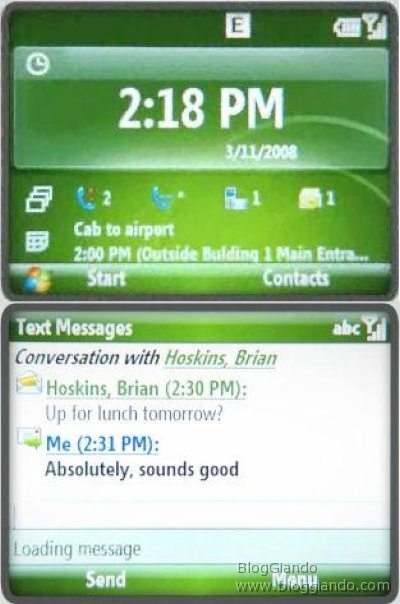 E
2:18 PM
3/11/2008
2
1
1
Cab to airport
2:00 PM (Outside Bulding 1 Main Entra...
Start
Contacts
Text Messages
abc
Conversation with Hoskins, Brian
Hoskins, Brian (2:30 PM):
Up for lunch tomorrow?
Me (2:31 PM):
Absolutely, sounds good
Loading message
BlogGiando
www.bloggiando.com
Send
Menu